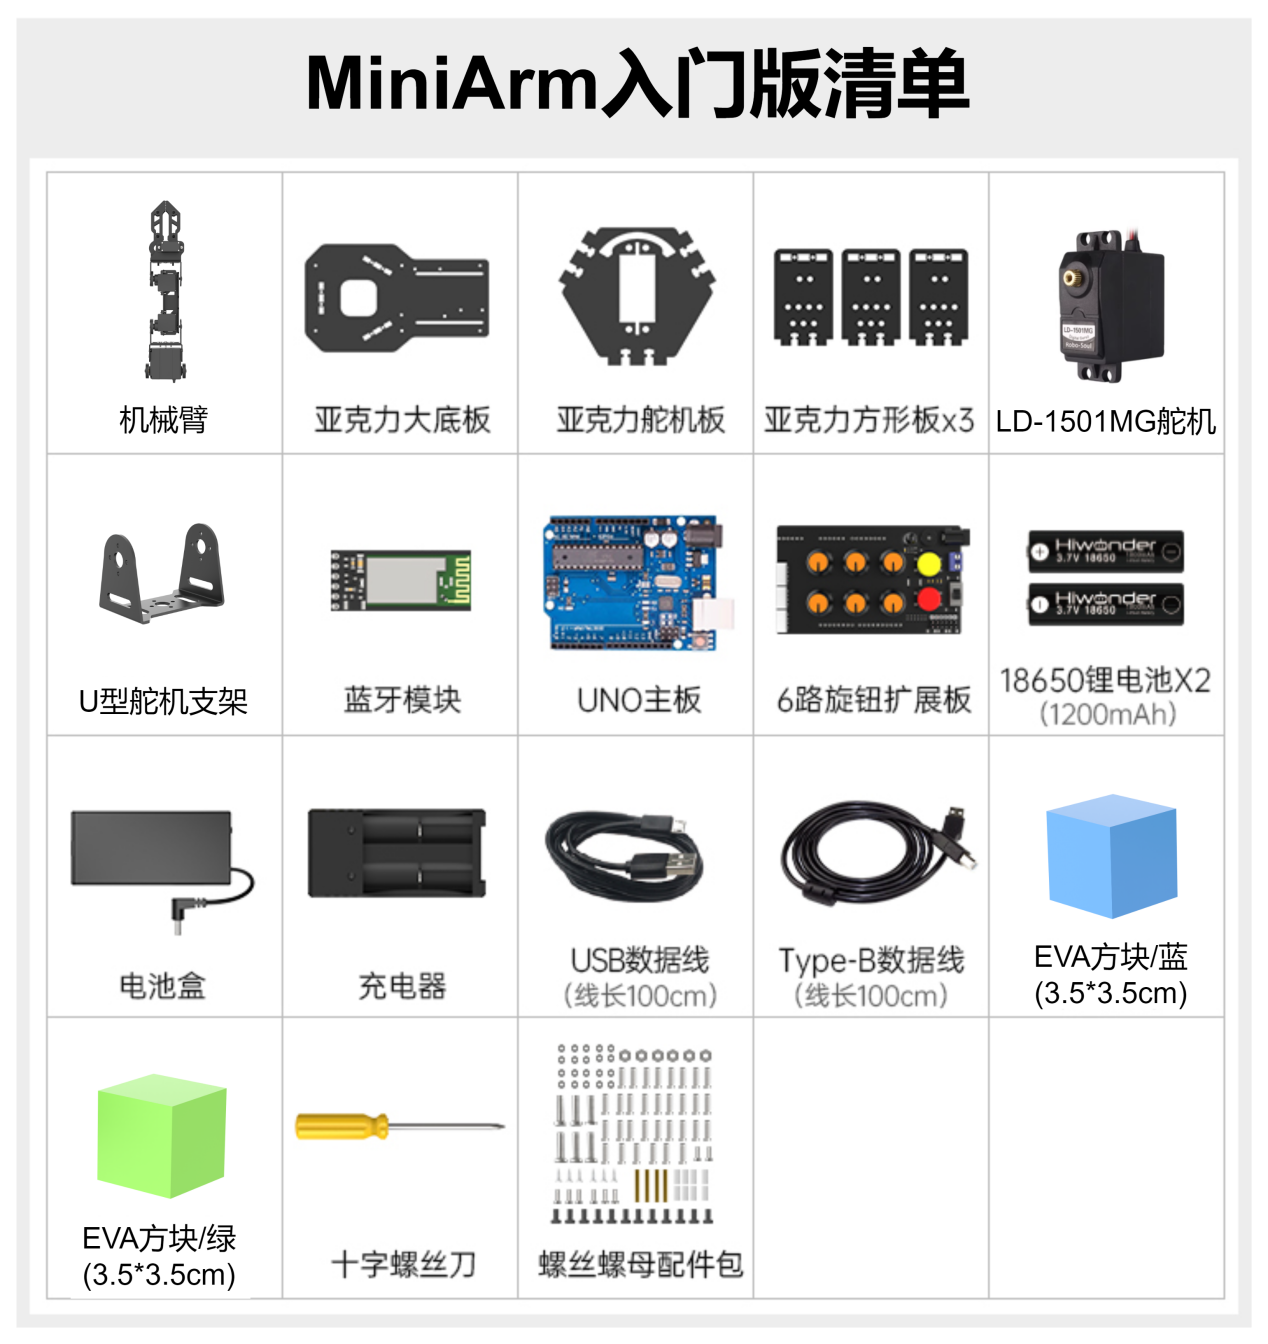 MiniArm入门版清单
机械臂
亚克力大底板
亚克力舵机板
亚克力方形板x3
LD-1501MG
LD-1501MG舵机
U型舵机支架
蓝牙模块
UNO主板
6路旋钮扩展板
Hiwonder
3.7V 18650
Hiwonder
3.7V 18650
18650锂电池X2
（1200mAh）
电池盒
充电器
USB数据线
（线长100cm）
Type-B数据线
（线长100cm）
EVA方块/蓝
(3.5*3.5cm)
EVA方块/绿
(3.5*3.5cm)
十字螺丝刀
螺丝螺母配件包